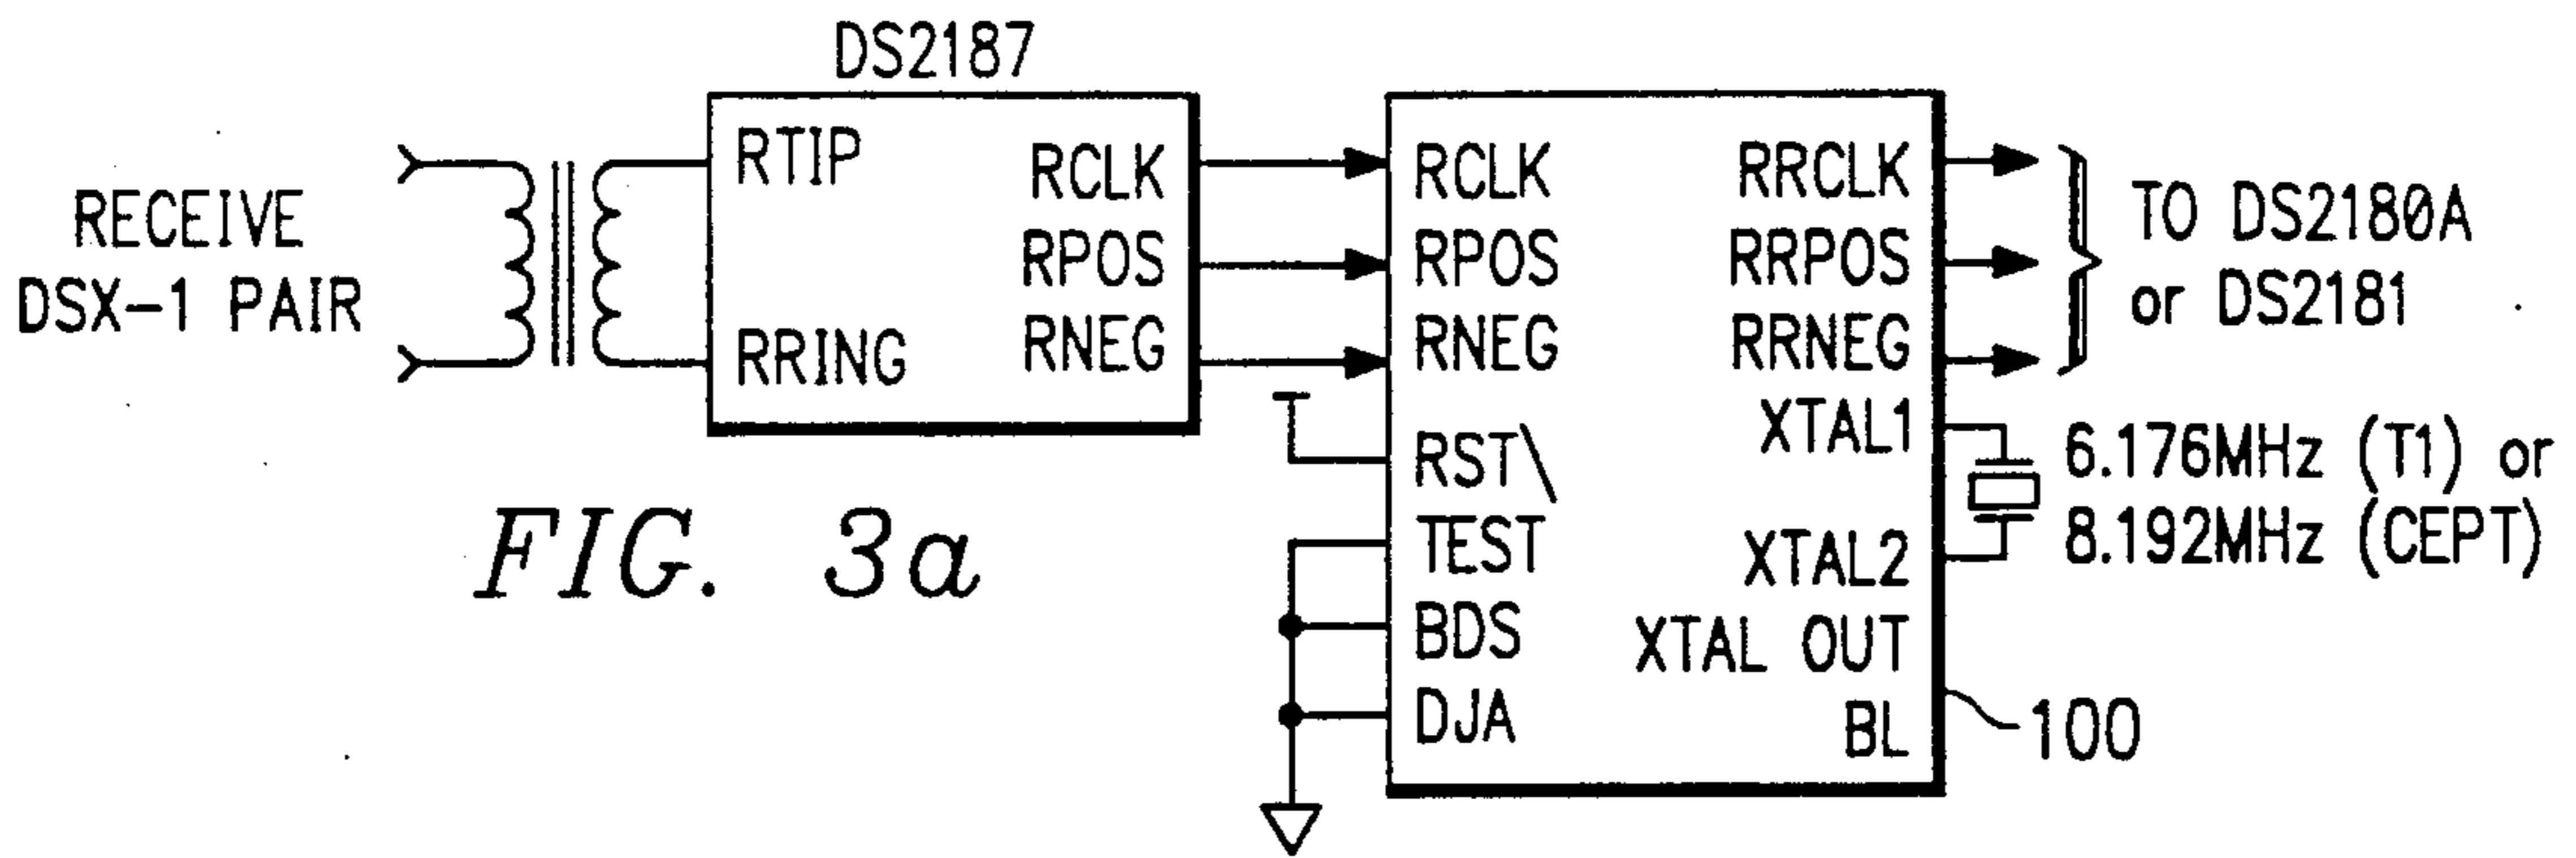 DS2187
RECEIVE
DSX-1 PAIR
RTIP
RRING
RCLK
RPOS
RNEG
RCLK
RPOS
RNEG
RST\
TEST
BDS
DJA
RRCLK
RRPOS
RRNEG
XTAL1
XTAL2
XTAL OUT
BL
TO DS2180A
or DS2181
6.176MHz (T1) or
8.192MHz (CEPT)
100
FIG. 3a